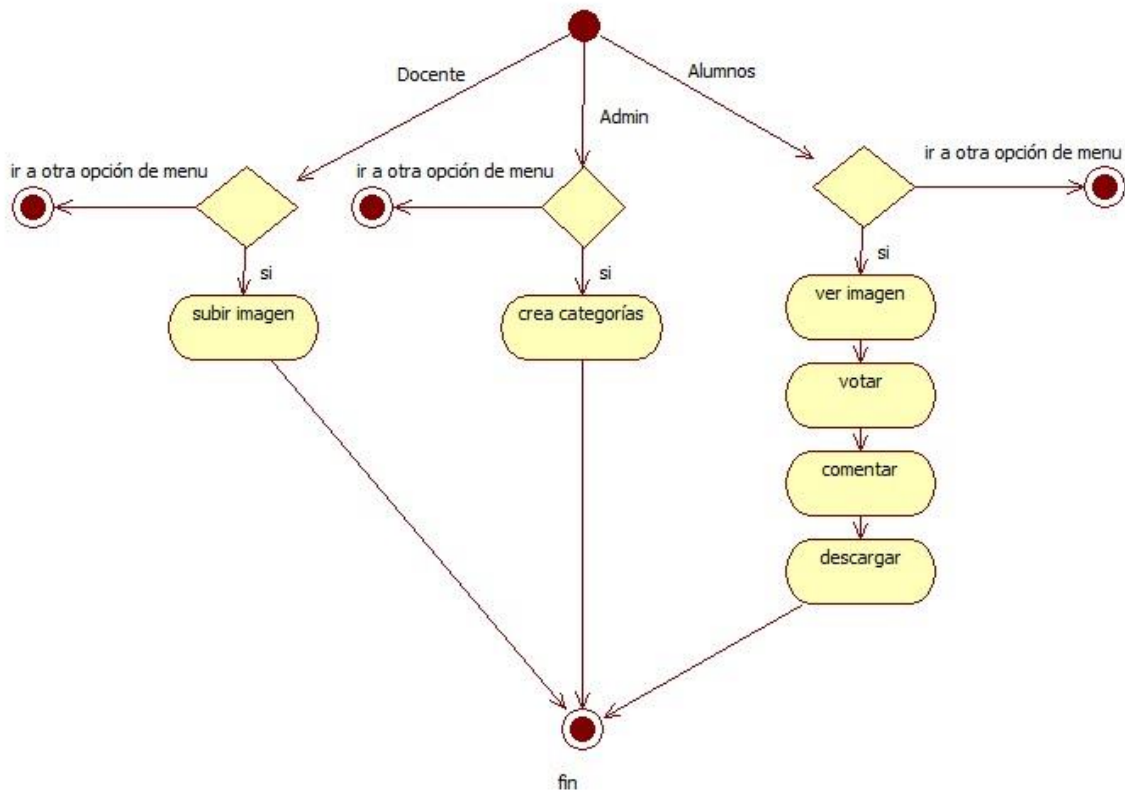 Docente
Alumnos
Admin
ir a otra opción de menu
ir a otra opción de menu
ir a otra opción de menu
si
si
si
subir imagen
crea categorías
ver imagen
votar
comentar
descargar
fin